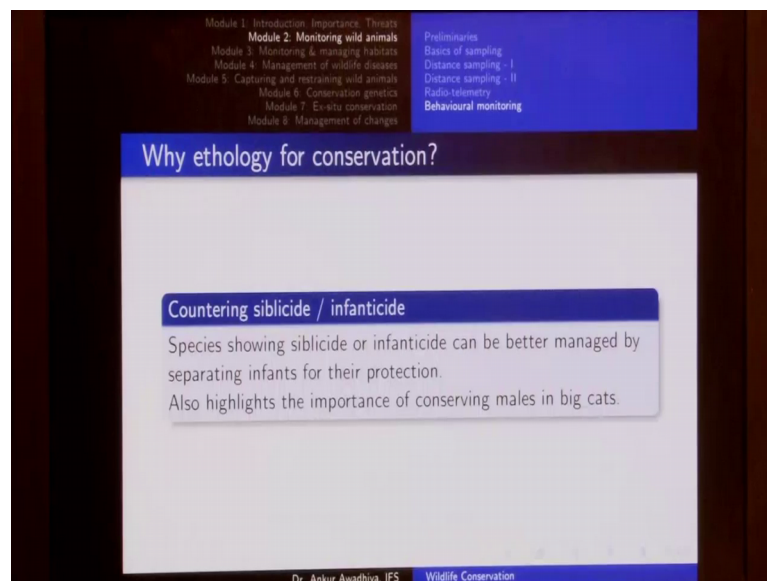 Module 1: Introduction, Importance, Threats
Module 2: Monitoring wild animals
Module 3: Monitoring & managing habitats
Module 4: Management of wildlife diseases
Module 5: Capturing and restraining wild animals
Module 6: Conservation genetics
Module 7: Ex-situ conservation
Module 8: Management of changes
Preliminaries
Basics of sampling
Distance sampling - I
Distance sampling - II
Radio-telemetry
Behavioural monitoring
Why ethology for conservation?
Countering siblicide / infanticide
Species showing siblicide or infanticide can be better managed by
separating infants for their protection.
Also highlights the importance of conserving males in big cats.
Dr. Ankur Awadhiya, IFS
Wildlife Conservation